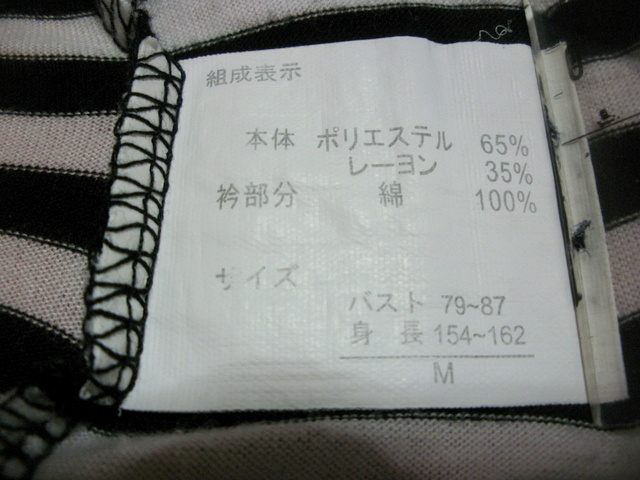 組成表示
本体 ポリエステル 65%
レーヨン 35%
衿部分 綿 100%
サイズ
バスト 79~87
身長 154~162
M